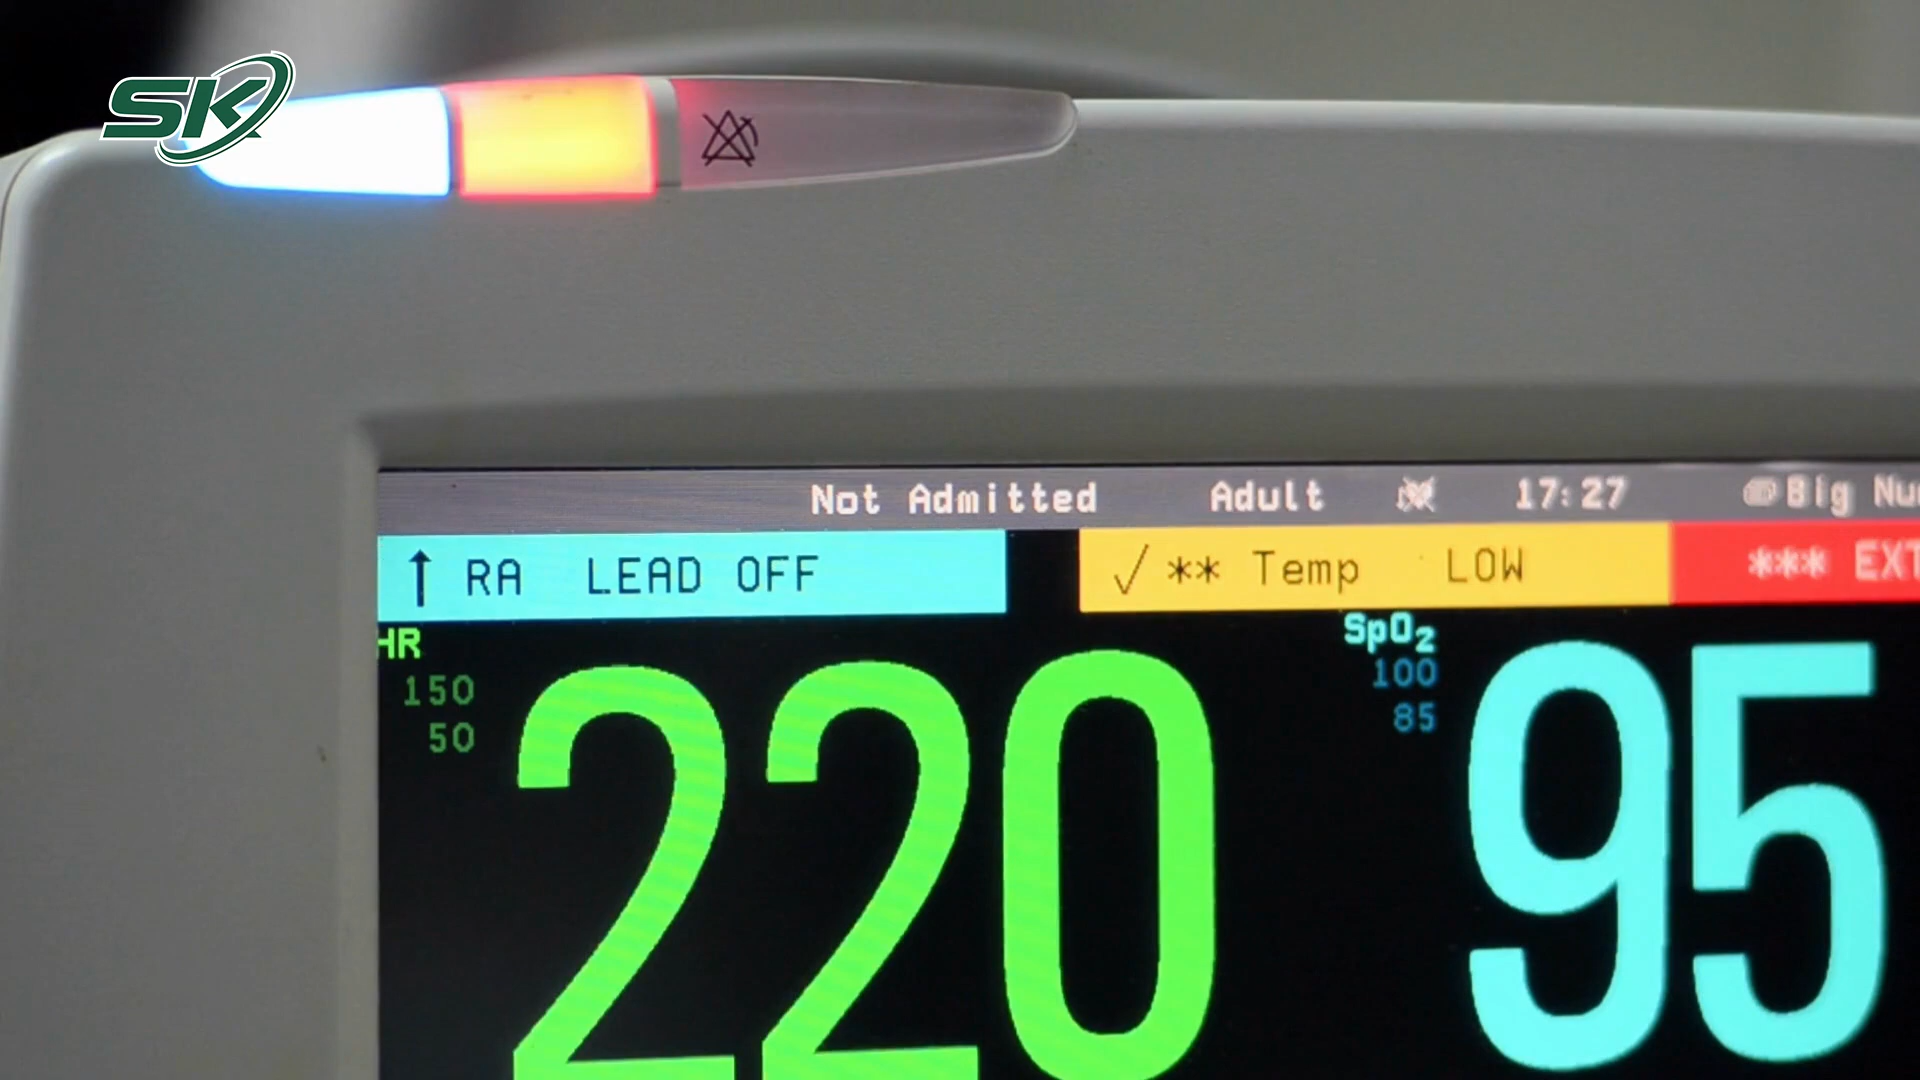 SK
Not Admitted Adult 17:27 Big
↑ RA LEAD OFF
✓ ** Temp LOW
*** EXT
HR
150
50
220
SpO₂
100
85
95